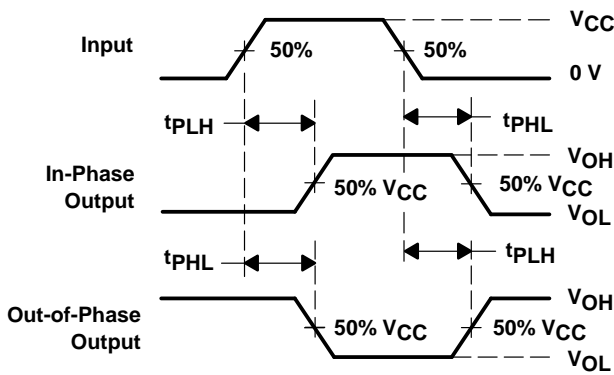 VCC
Input
50%
50%
0 V
tPLH
tPHL
In-Phase
Output
50% VCC
VOH
50% VCC
VOL
tPHL
tPLH
Out-of-Phase
Output
50% VCC
VOH
50% VCC
VOL